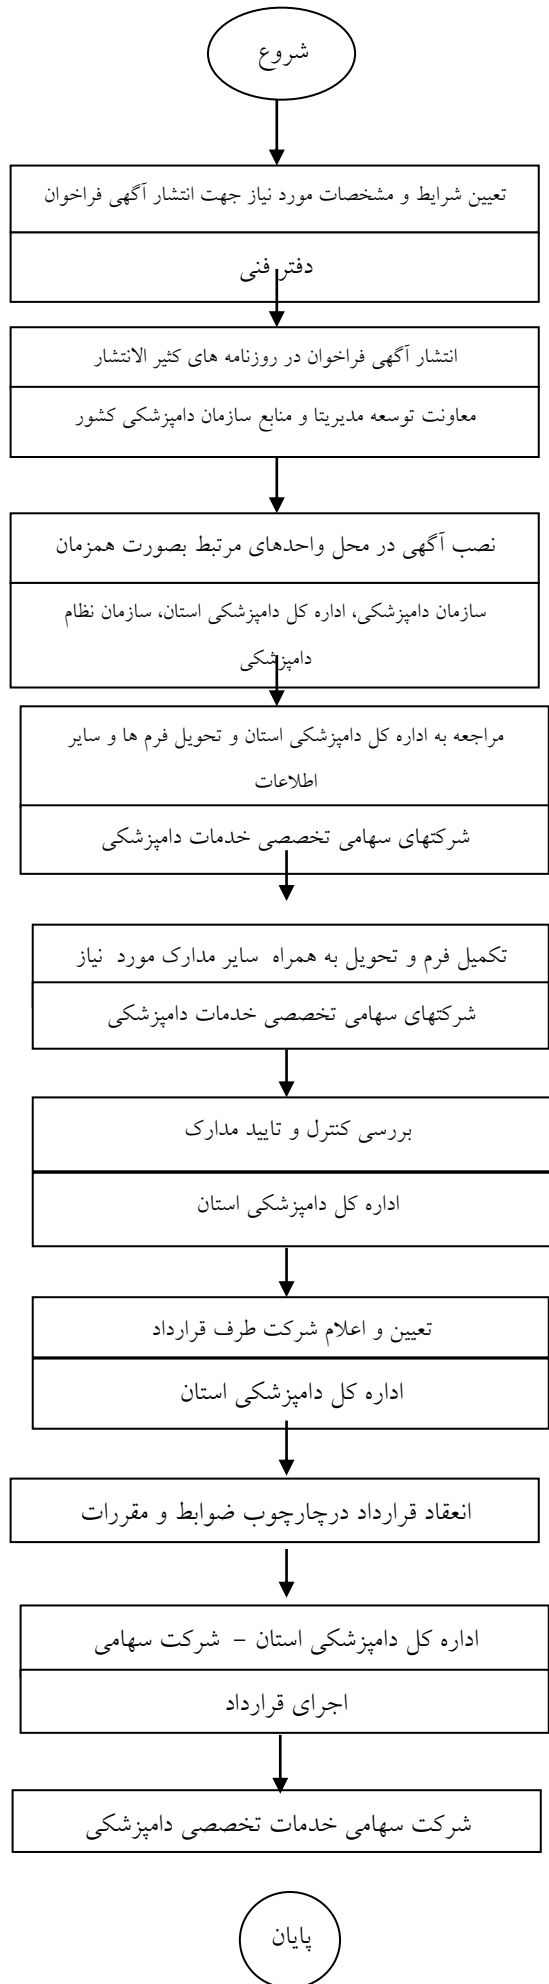 شروع
تعیین شرایط و مشخصات مورد نیاز جهت انتشار آگهی فراخوان
دفتر فنی
انتشار آگهی فراخوان در روزنامه های کثیر الانتشار
معاونت توسعه مدیریتا و منابع سازمان دامپزشکی کشور
نصب آگهی در محل واحدهای مرتبط بصورت همزمان
سازمان دامپزشکی، اداره کل دامپزشکی استان، سازمان نظام
دامپزشکی
مراجعه به اداره کل دامپزشکی استان و تحویل فرم ها و سایر
اطلاعات
شرکتهای سهامی تخصصی خدمات دامپزشکی
تکمیل فرم و تحویل به همراه سایر مدارک مورد نیاز
شرکتهای سهامی تخصصی خدمات دامپزشکی
بررسی کنترل و تایید مدارک
اداره کل دامپزشکی استان
تعیین و اعلام شرکت طرف قرارداد
اداره کل دامپزشکی استان
انعقاد قرارداد درچارچوب ضوابط و مقررات
اداره کل دامپزشکی استان – شرکت سهامی
اجرای قرارداد
شرکت سهامی خدمات تخصصی دامپزشکی
پایان